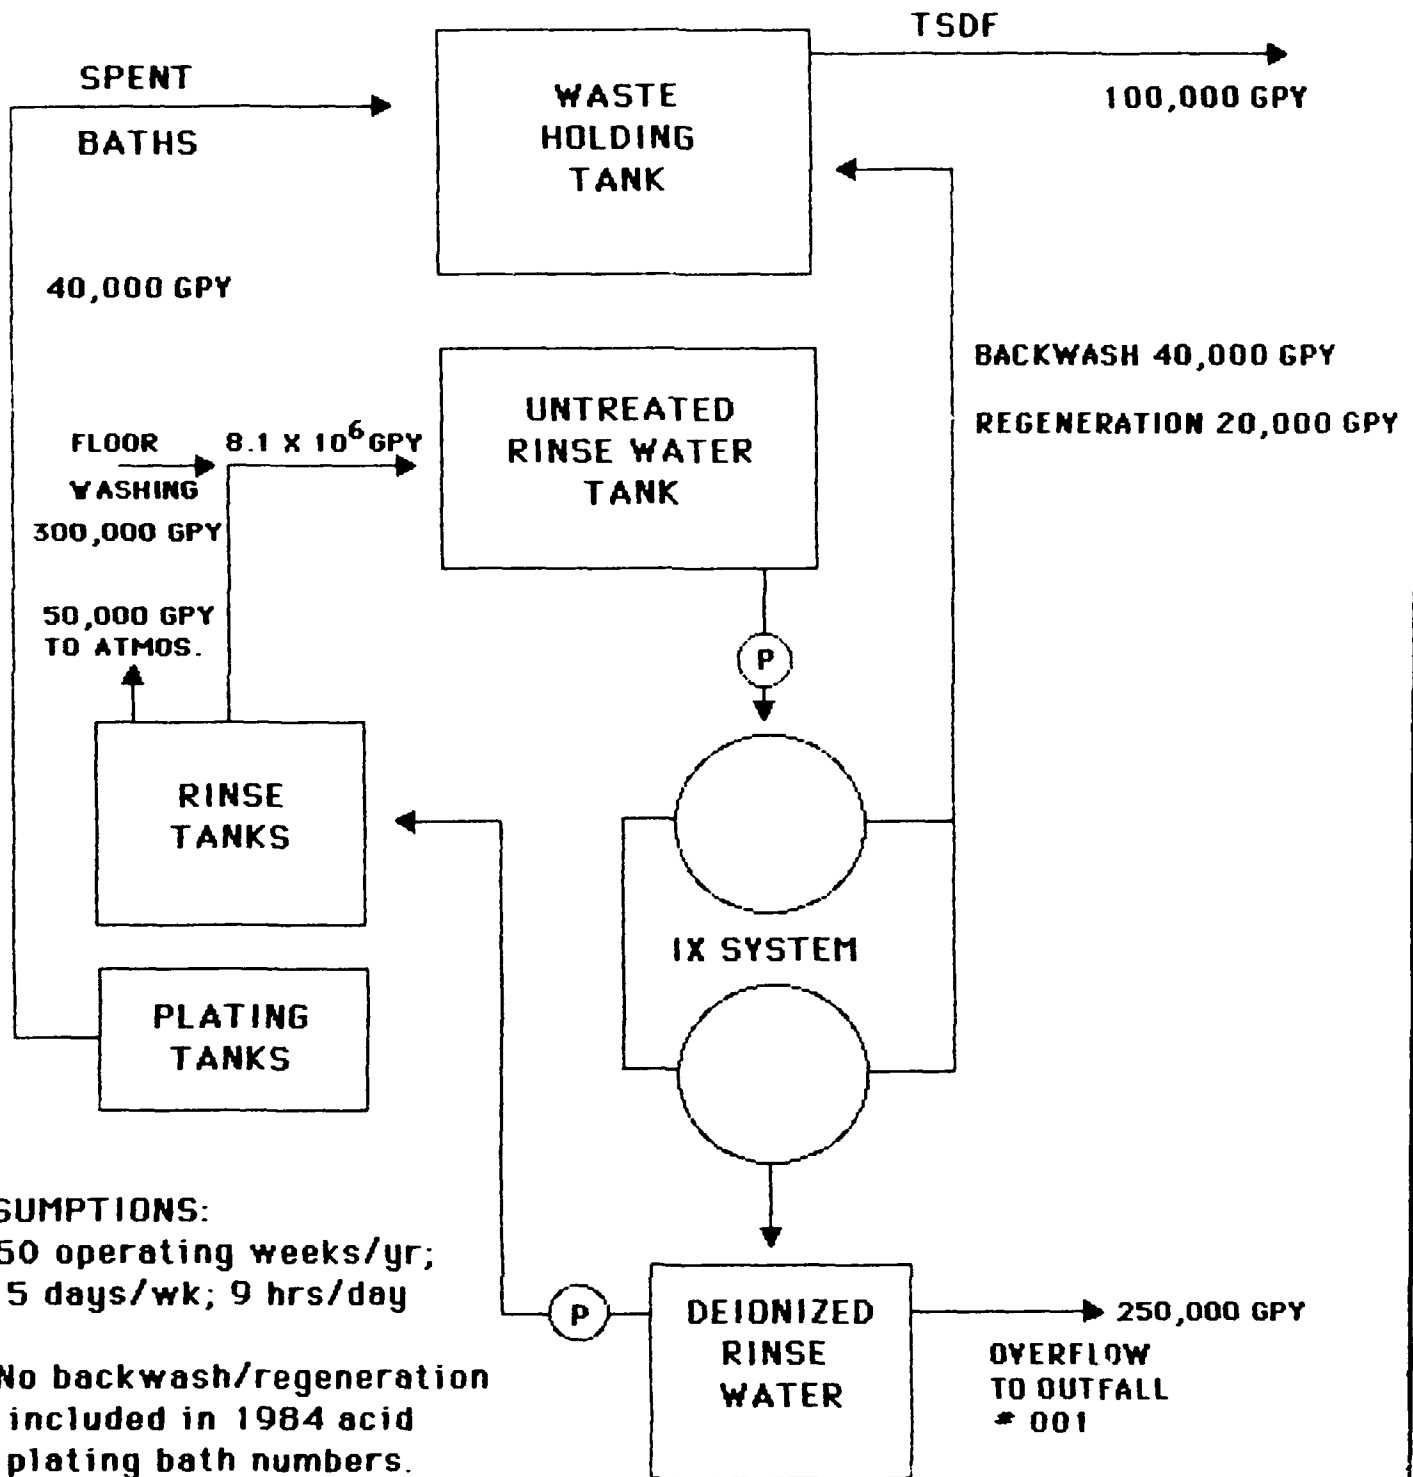 TSDF
SPENT
BATHS
WASTE
HOLDING
TANK
100,000 GPY
40,000 GPY
BACKWASH 40,000 GPY
REGENERATION 20,000 GPY
UNTREATED
RINSE WATER
TANK
FLOOR
WASHING
300,000 GPY
8.1 X 10⁶ GPY
50,000 GPY
TO ATMOS.
P
RINSE
TANKS
IX SYSTEM
PLATING
TANKS
SUMPTIONS:
50 operating weeks/yr;
5 days/wk; 9 hrs/day
P
DEIONIZED
RINSE
WATER
250,000 GPY
OVERFLOW
TO OUTFALL
# 001
No backwash/regeneration
included in 1984 acid
plating bath numbers.